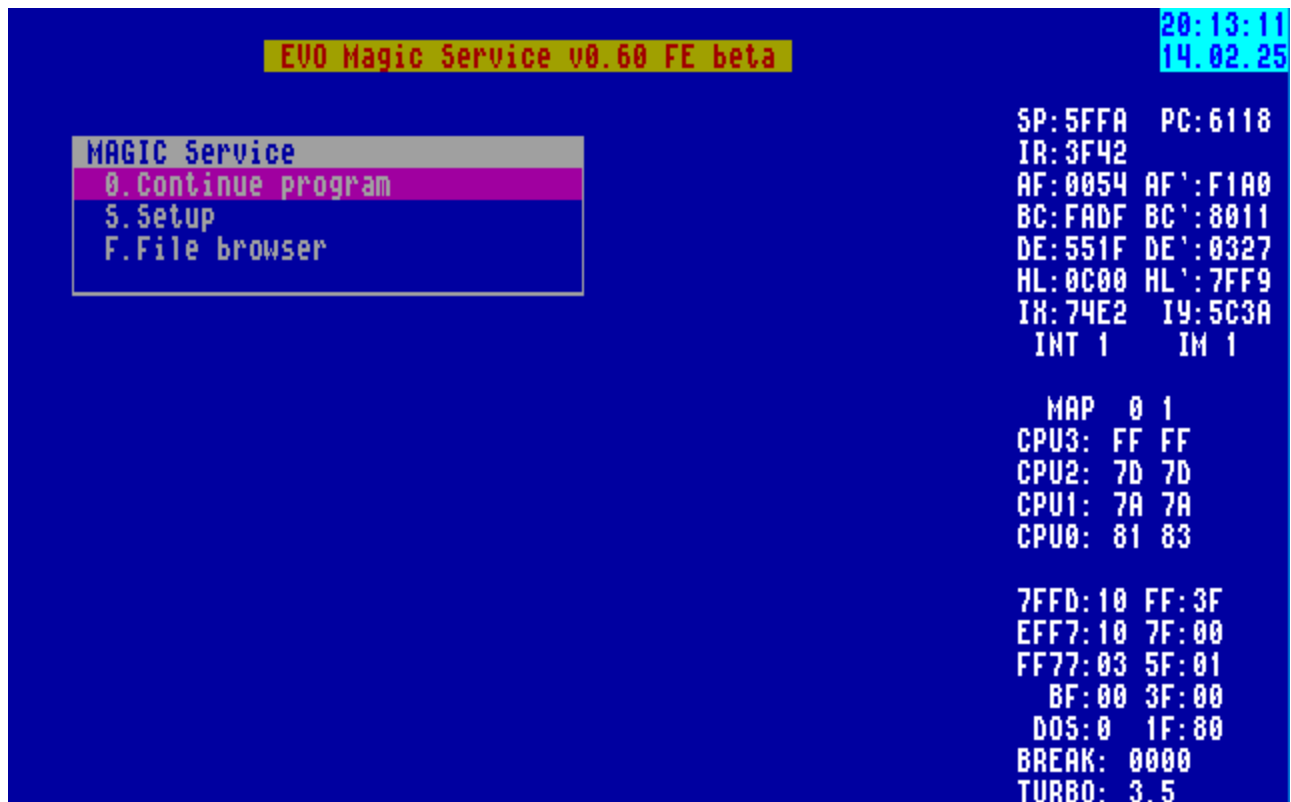 20:13:11
EVO Magic Service v0.60 FE beta
14.02.25
MAGIC Service
0.Continue program
S.Setup
F.File browser
SP:5FFA PC:6118
IR:3F42
AF:0054 AF':F1A0
BC:FADF BC':8011
DE:551F DE':0327
HL:0C00 HL':7FF9
IX:74E2 IY:5C3A
INT 1 IM 1
MAP 0 1
CPU3: FF FF
CPU2: 7D 7D
CPU1: 7A 7A
CPU0: 81 83
7FFD:10 FF:3F
EFF7:10 7F:00
FF77:03 5F:01
BF:00 3F:00
DOS:0 1F:80
BREAK: 0000
TURBO: 3.5